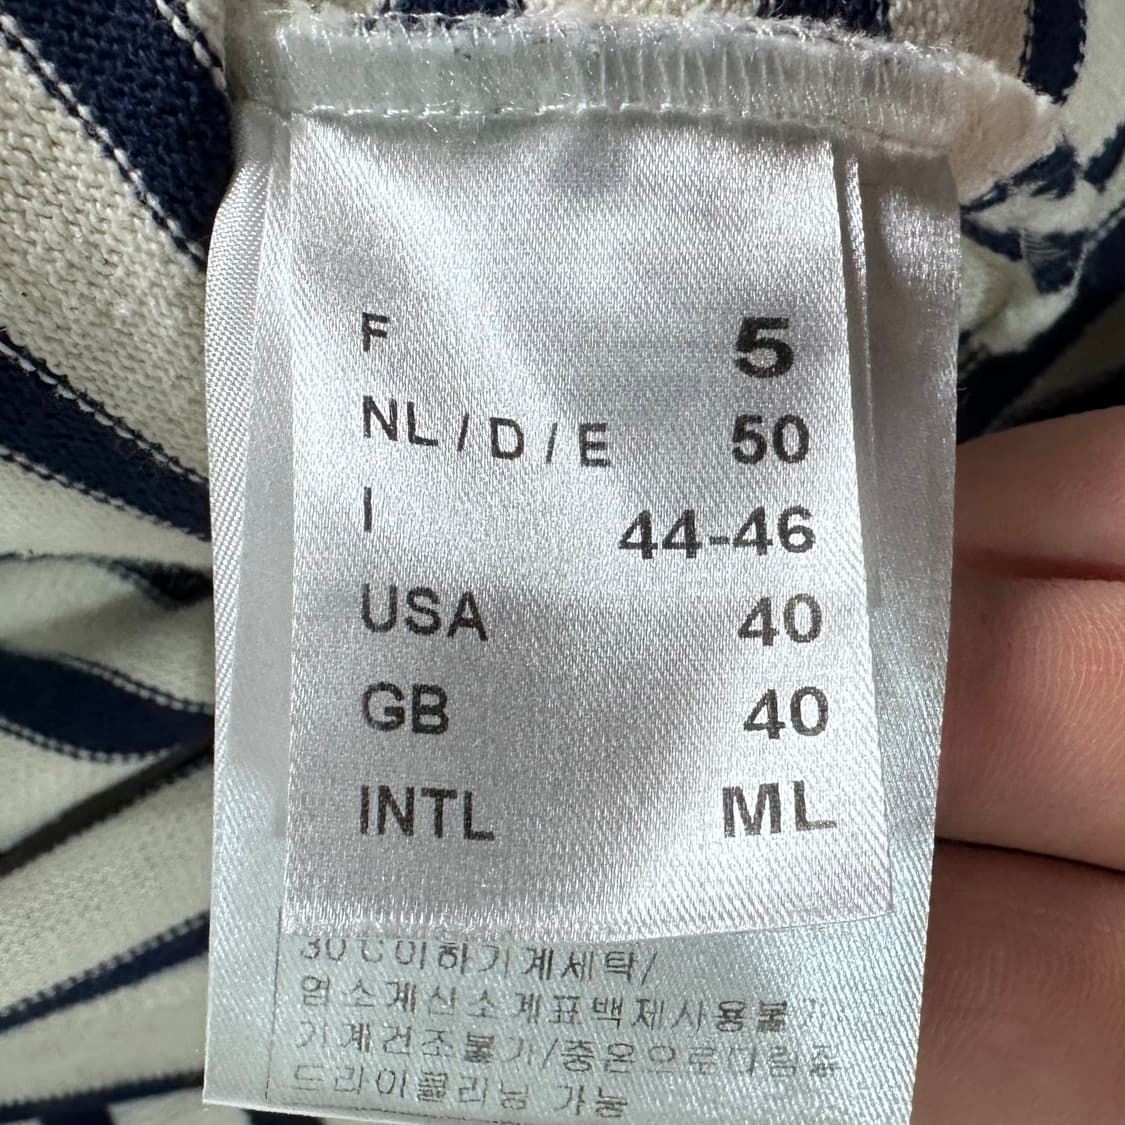 F 5
NL / D / E 50
I 44-46
USA 40
GB 40
INTL ML
30°C이하기계세탁/
염소계산소계표백제사용불가
기계건조불가/중온으로다림질
드라이클리닝 가능